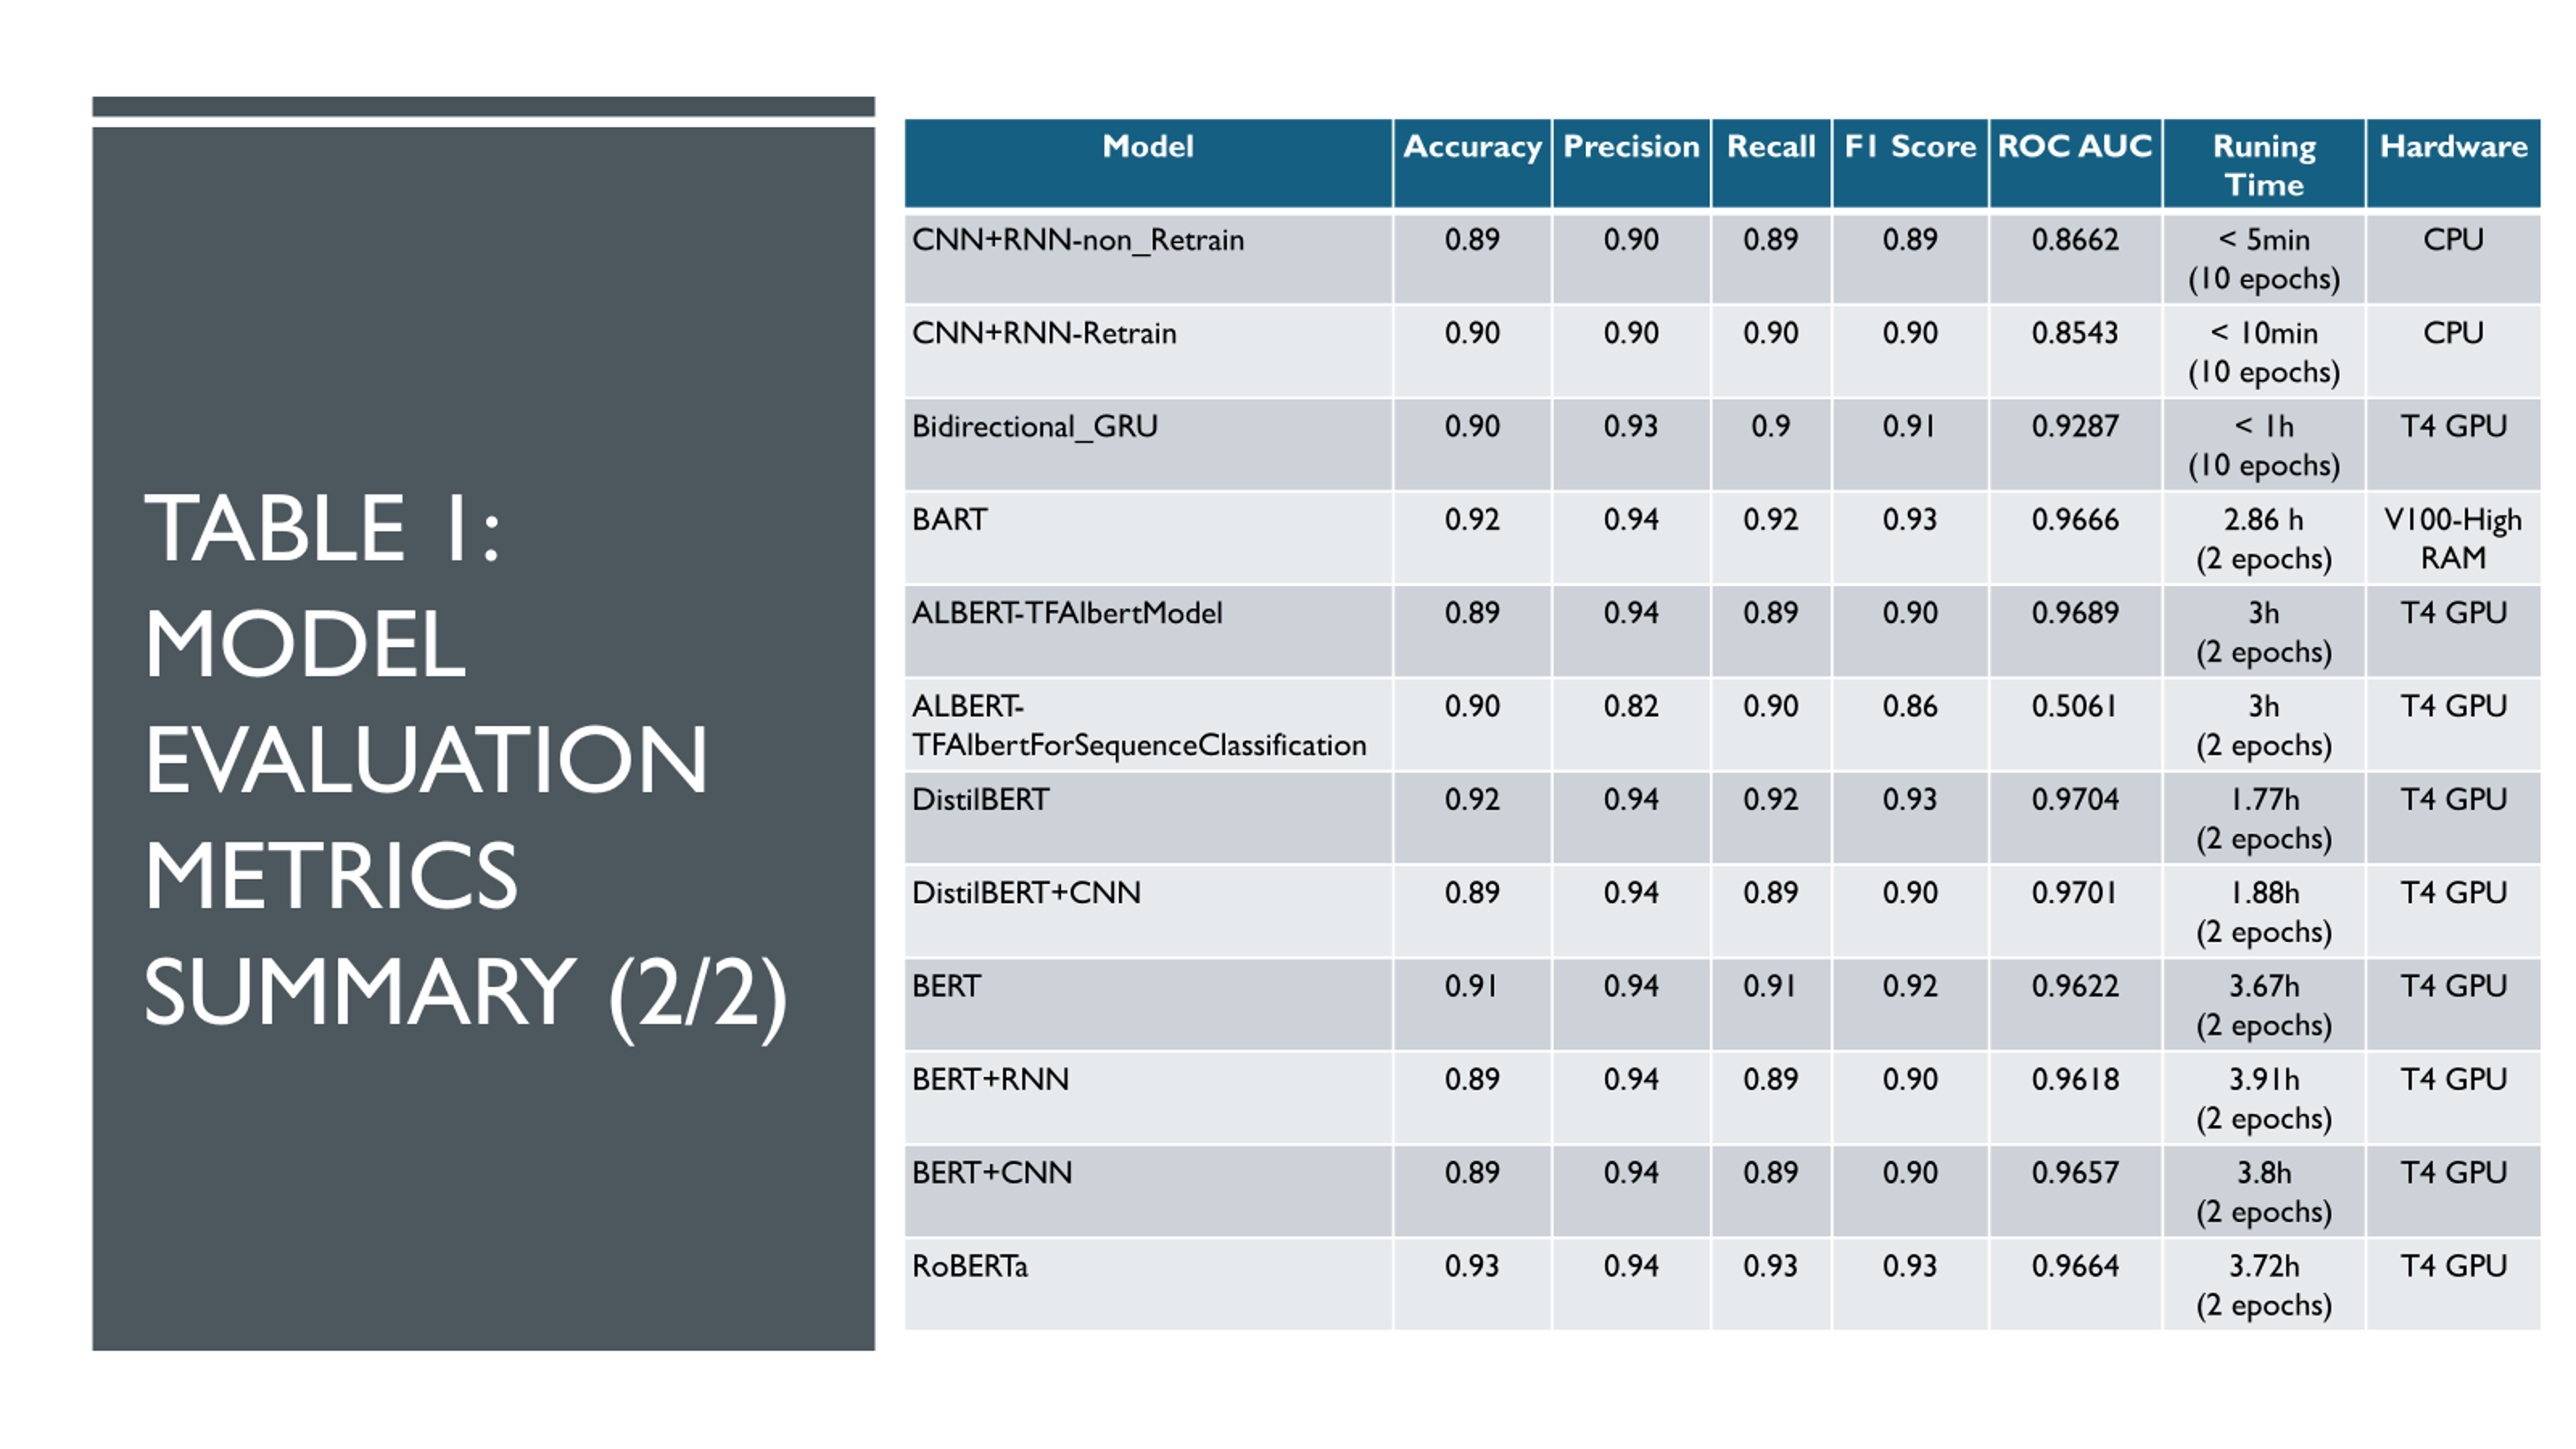 TABLE 1:
MODEL
EVALUATION
METRICS
SUMMARY (2/2)
Model Accuracy Precision Recall F1 Score ROC AUC Runing Time Hardware
CNN+RNN-non_Retrain 0.89 0.90 0.89 0.89 0.8662 < 5min CPU
(10 epochs)
CNN+RNN-Retrain 0.90 0.90 0.90 0.90 0.8543 < 10min CPU
(10 epochs)
Bidirectional_GRU 0.90 0.93 0.9 0.91 0.9287 < 1h T4 GPU
(10 epochs)
BART 0.92 0.94 0.92 0.93 0.9666 2.86 h V100-High
(2 epochs) RAM
ALBERT-TFAlbertModel 0.89 0.94 0.89 0.90 0.9689 3h T4 GPU
(2 epochs)
ALBERT- 0.90 0.82 0.90 0.86 0.5061 3h T4 GPU
TFAlbertForSequenceClassification (2 epochs)
DistilBERT 0.92 0.94 0.92 0.93 0.9704 1.77h T4 GPU
(2 epochs)
DistilBERT+CNN 0.89 0.94 0.89 0.90 0.9701 1.88h T4 GPU
(2 epochs)
BERT 0.91 0.94 0.91 0.92 0.9622 3.67h T4 GPU
(2 epochs)
BERT+RNN 0.89 0.94 0.89 0.90 0.9618 3.91h T4 GPU
(2 epochs)
BERT+CNN 0.89 0.94 0.89 0.90 0.9657 3.8h T4 GPU
(2 epochs)
RoBERTa 0.93 0.94 0.93 0.93 0.9664 3.72h T4 GPU
(2 epochs)